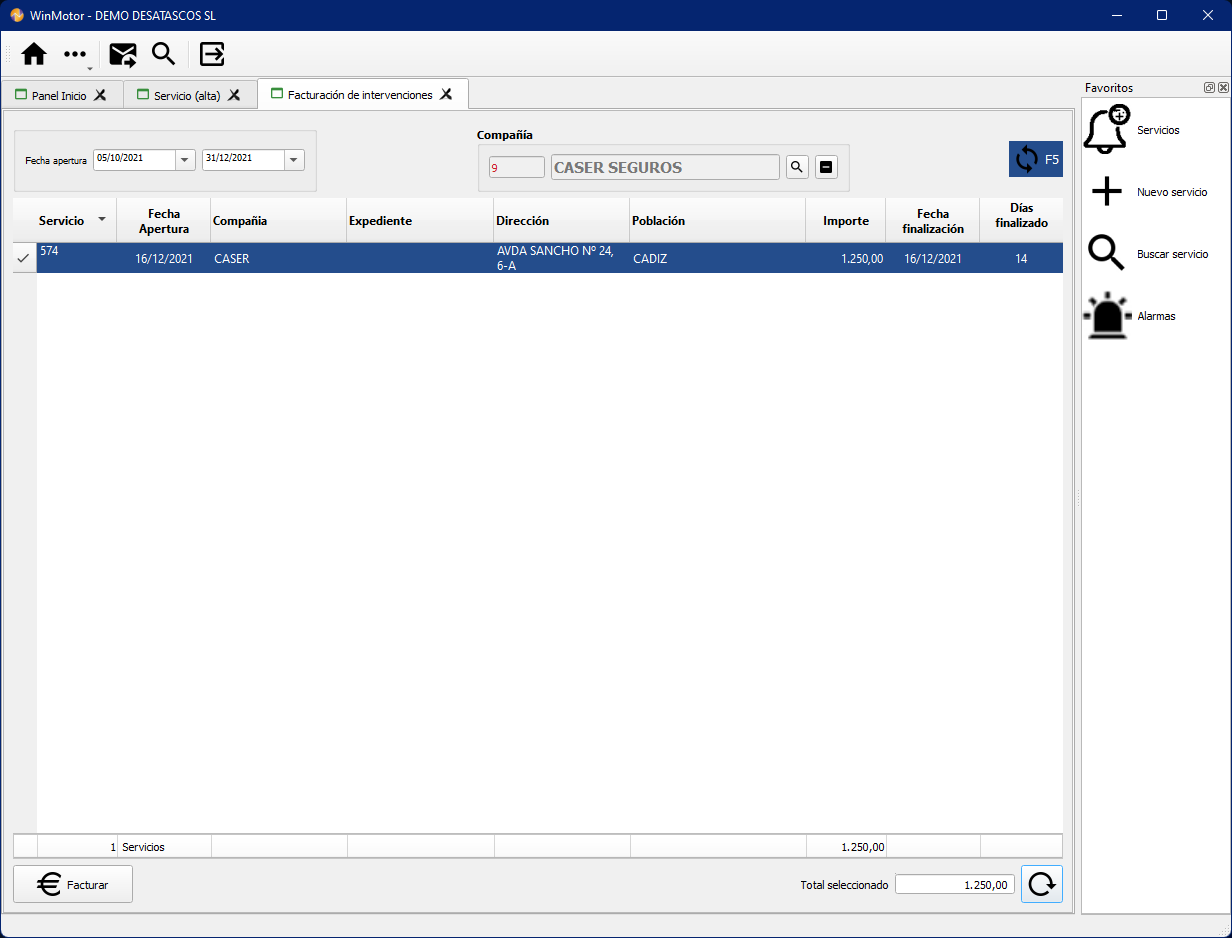 WinMotor - DEMO DESATASCOS SL
Panel Inicio
Servicio (alta)
Facturación de intervenciones
Favoritos
Compañía
Fecha apertura
05/10/2021
31/12/2021
9
CASER SEGUROS
F5
Servicio
Fecha
Apertura
Compañia
Expediente
Dirección
Población
Importe
Fecha
finalización
Días
finalizado
574
16/12/2021
CASER
AVDA SANCHO Nº 24,
6-A
CADIZ
1.250,00
16/12/2021
14
1 Servicios
1.250,00
Facturar
Total seleccionado
1.250,00
Servicios
Nuevo servicio
Buscar servicio
Alarmas